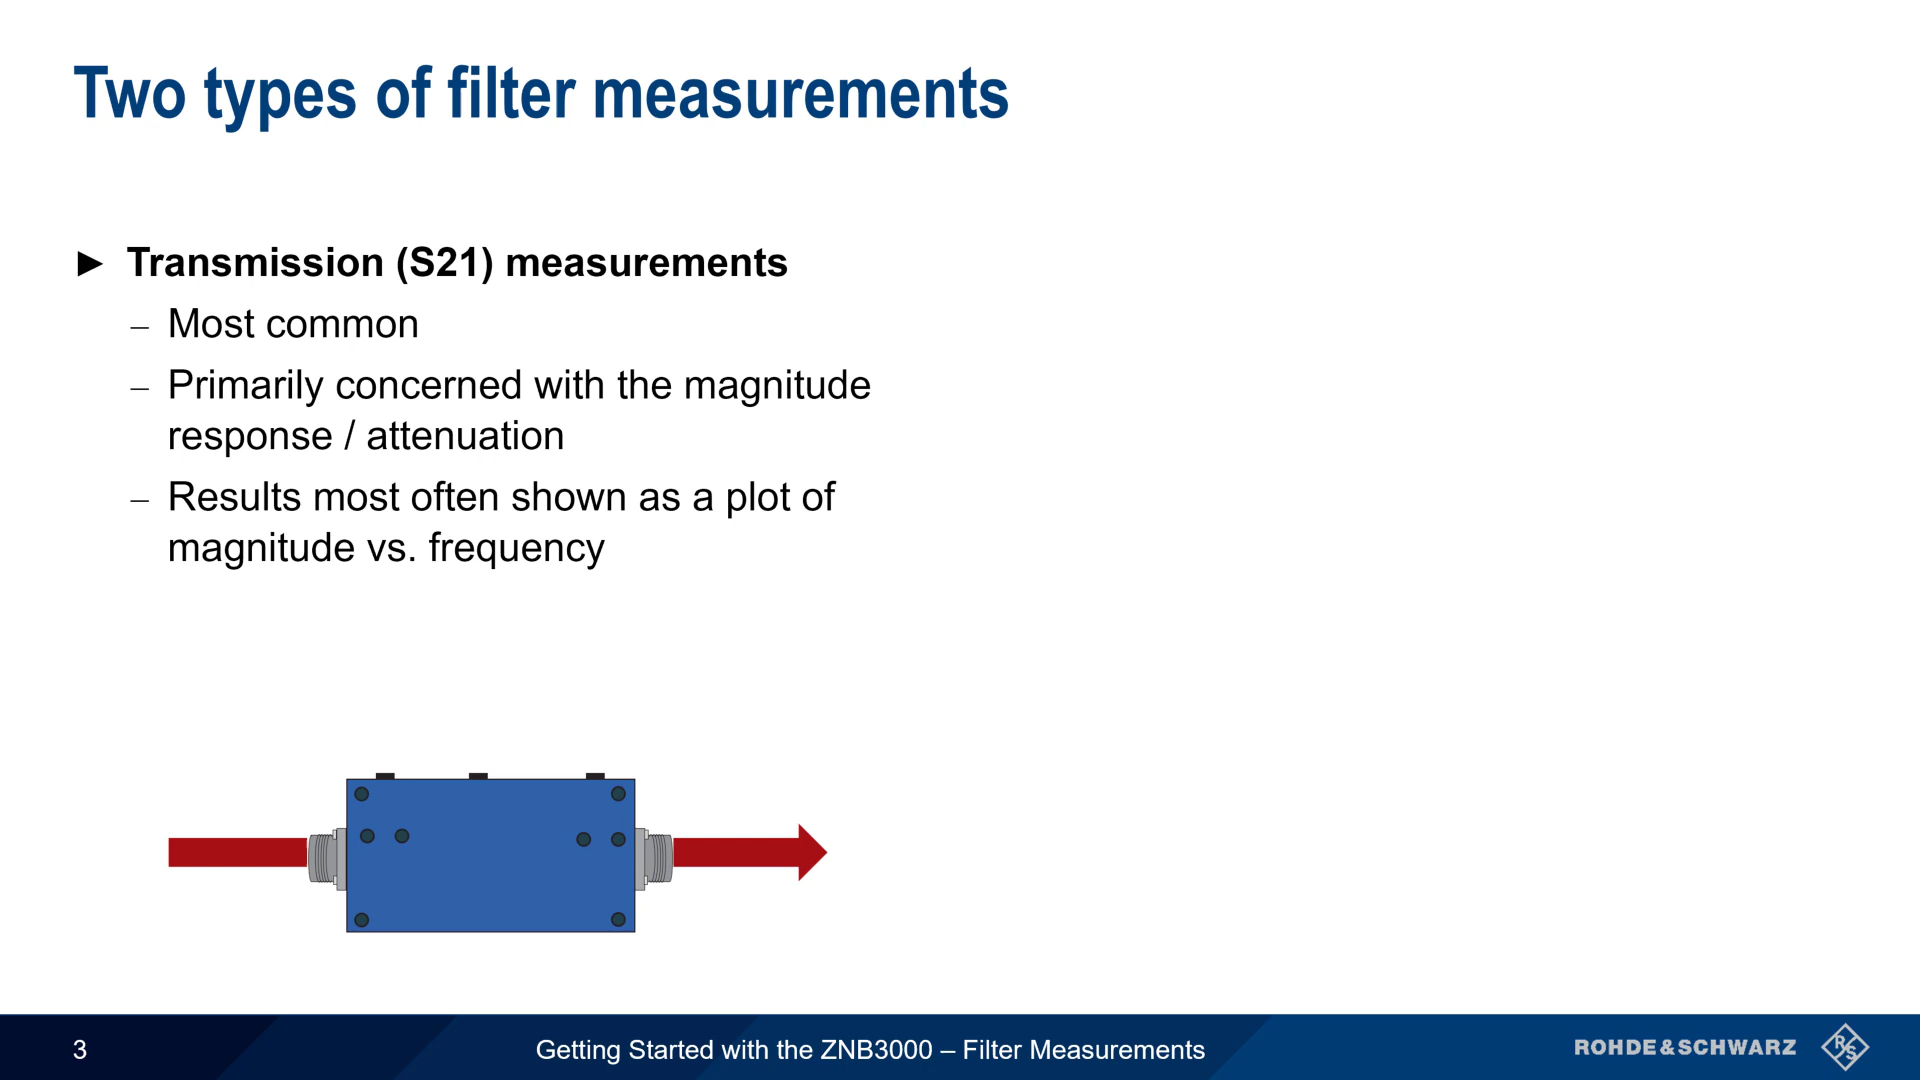 Two types of filter measurements
► Transmission (S21) measurements
– Most common
– Primarily concerned with the magnitude
response / attenuation
– Results most often shown as a plot of
magnitude vs. frequency
3
Getting Started with the ZNB3000 – Filter Measurements
ROHDE&SCHWARZ
R&S